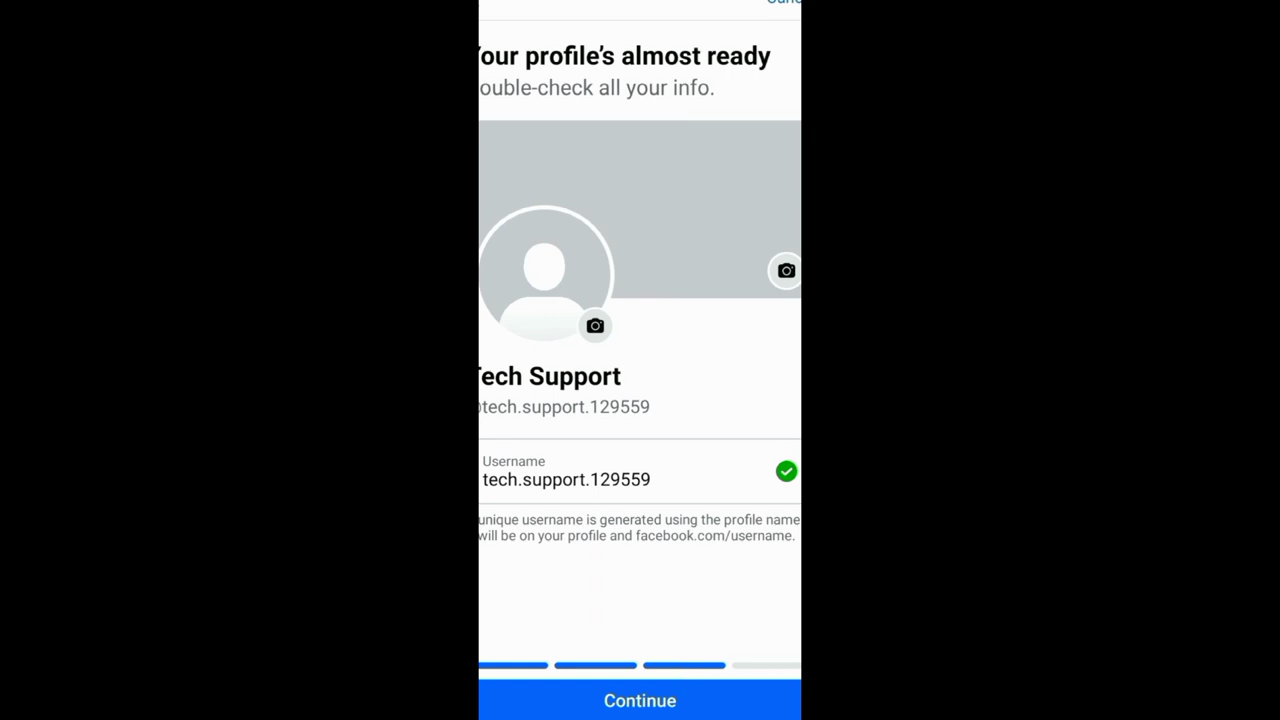 Your profile's almost ready
ouble-check all your info.
Tech Support
@tech.support.129559
Username
tech.support.129559
unique username is generated using the profile name
will be on your profile and facebook.com/username.
Continue